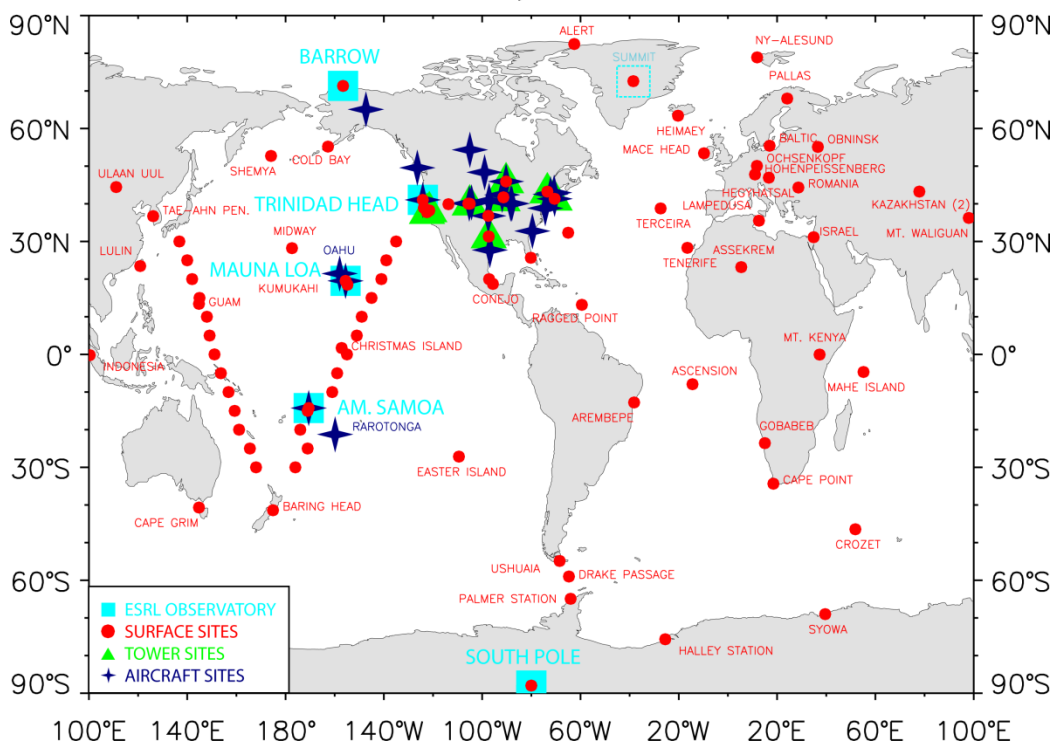 90°N
90°N
ALERT
NY-ALESUND
BARROW
SUMMIT
PALLAS
60°N
60°N
HEIMAEY
BALTIC
OBNINSK
COLD BAY
MACE HEAD
OCHSENKOPF
SHEMYA
HOHENPEISSENBERG
ULAAN UUL
HEGYHATSAL
ROMANIA
TRINIDAD HEAD
LAMPEDUSA
KAZAKHSTAN (2)
TAE-AHN PEN.
TERCEIRA
MT. WALIGUAN
30°N
30°N
LULIN
MIDWAY
OAHU
ISRAEL
ASSEKREM
TENERIFE
MAUNA LOA
KUMUKAHI
GUAM
CONEJO
RAGGED POINT
CHRISTMAS ISLAND
MT. KENYA
0°
0°
INDONESIA
ASCENSION
MAHE ISLAND
AM. SAMOA
AREMBEPE
RAROTONGA
GOBABEB
30°S
30°S
EASTER ISLAND
CAPE POINT
BARING HEAD
CAPE GRIM
CROZET
USHUAIA
DRAKE PASSAGE
60°S
60°S
PALMER STATION
ESRL OBSERVATORY
SURFACE SITES
TOWER SITES
AIRCRAFT SITES
SYOWA
HALLEY STATION
SOUTH POLE
90°S
90°S
100°E 140°E 180° 140°W 100°W 60°W 20°W 20°E 60°E 100°E